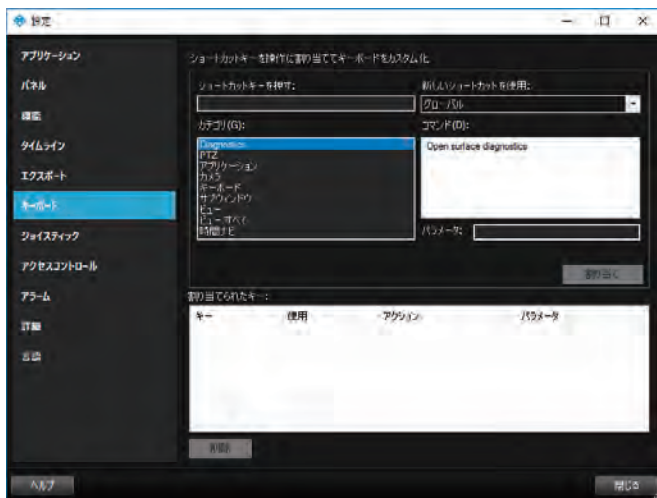 設定
アプリケーション
パネル
機能
タイムライン
エクスポート
キーボード
ジョイスティック
アクセスコントロール
アラーム
詳細
言語
ショートカットキーを操作に割り当ててキーボードをカスタム化
ショートカットキーを押す:
新しいショートカットを使用:
グローバル
カテゴリ(G):
コマンド(D):
Diagnostics
PTZ
アプリケーション
カメラ
キーボード
サブウィンドウ
ビュー
ビュー すべて
時間ナビ
Open surface diagnostics
パラメータ:
割り当て
割り当てられたキー:
キー 使用 アクション パラメータ
削除
ヘルプ
閉じる